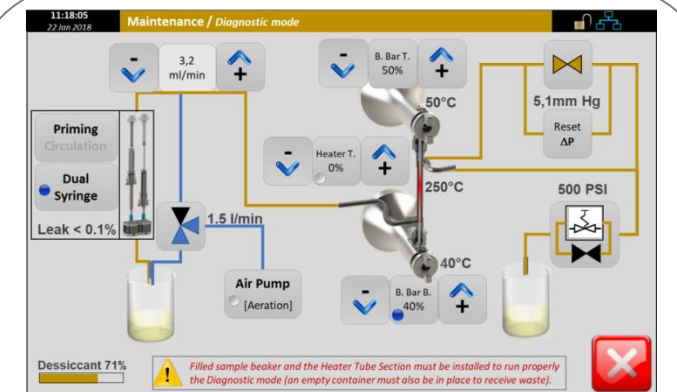 11:18:05
22 Jan 2018
Maintenance / Diagnostic mode
-
3,2
ml/min
+
-
B. Bar T.
50%
+
50°C
5,1mm Hg
Reset
ΔP
Priming
Circulation
Dual
Syringe
Leak < 0.1%
-
Heater T.
0%
+
250°C
500 PSI
1.5 l/min
Air Pump
[Aeration]
40°C
-
B. Bar B.
40%
+
Dessiccant 71%
Filled sample beaker and the Heater Tube Section must be installed to run properly
the Diagnostic mode (an empty container must also be in place to receive waste).